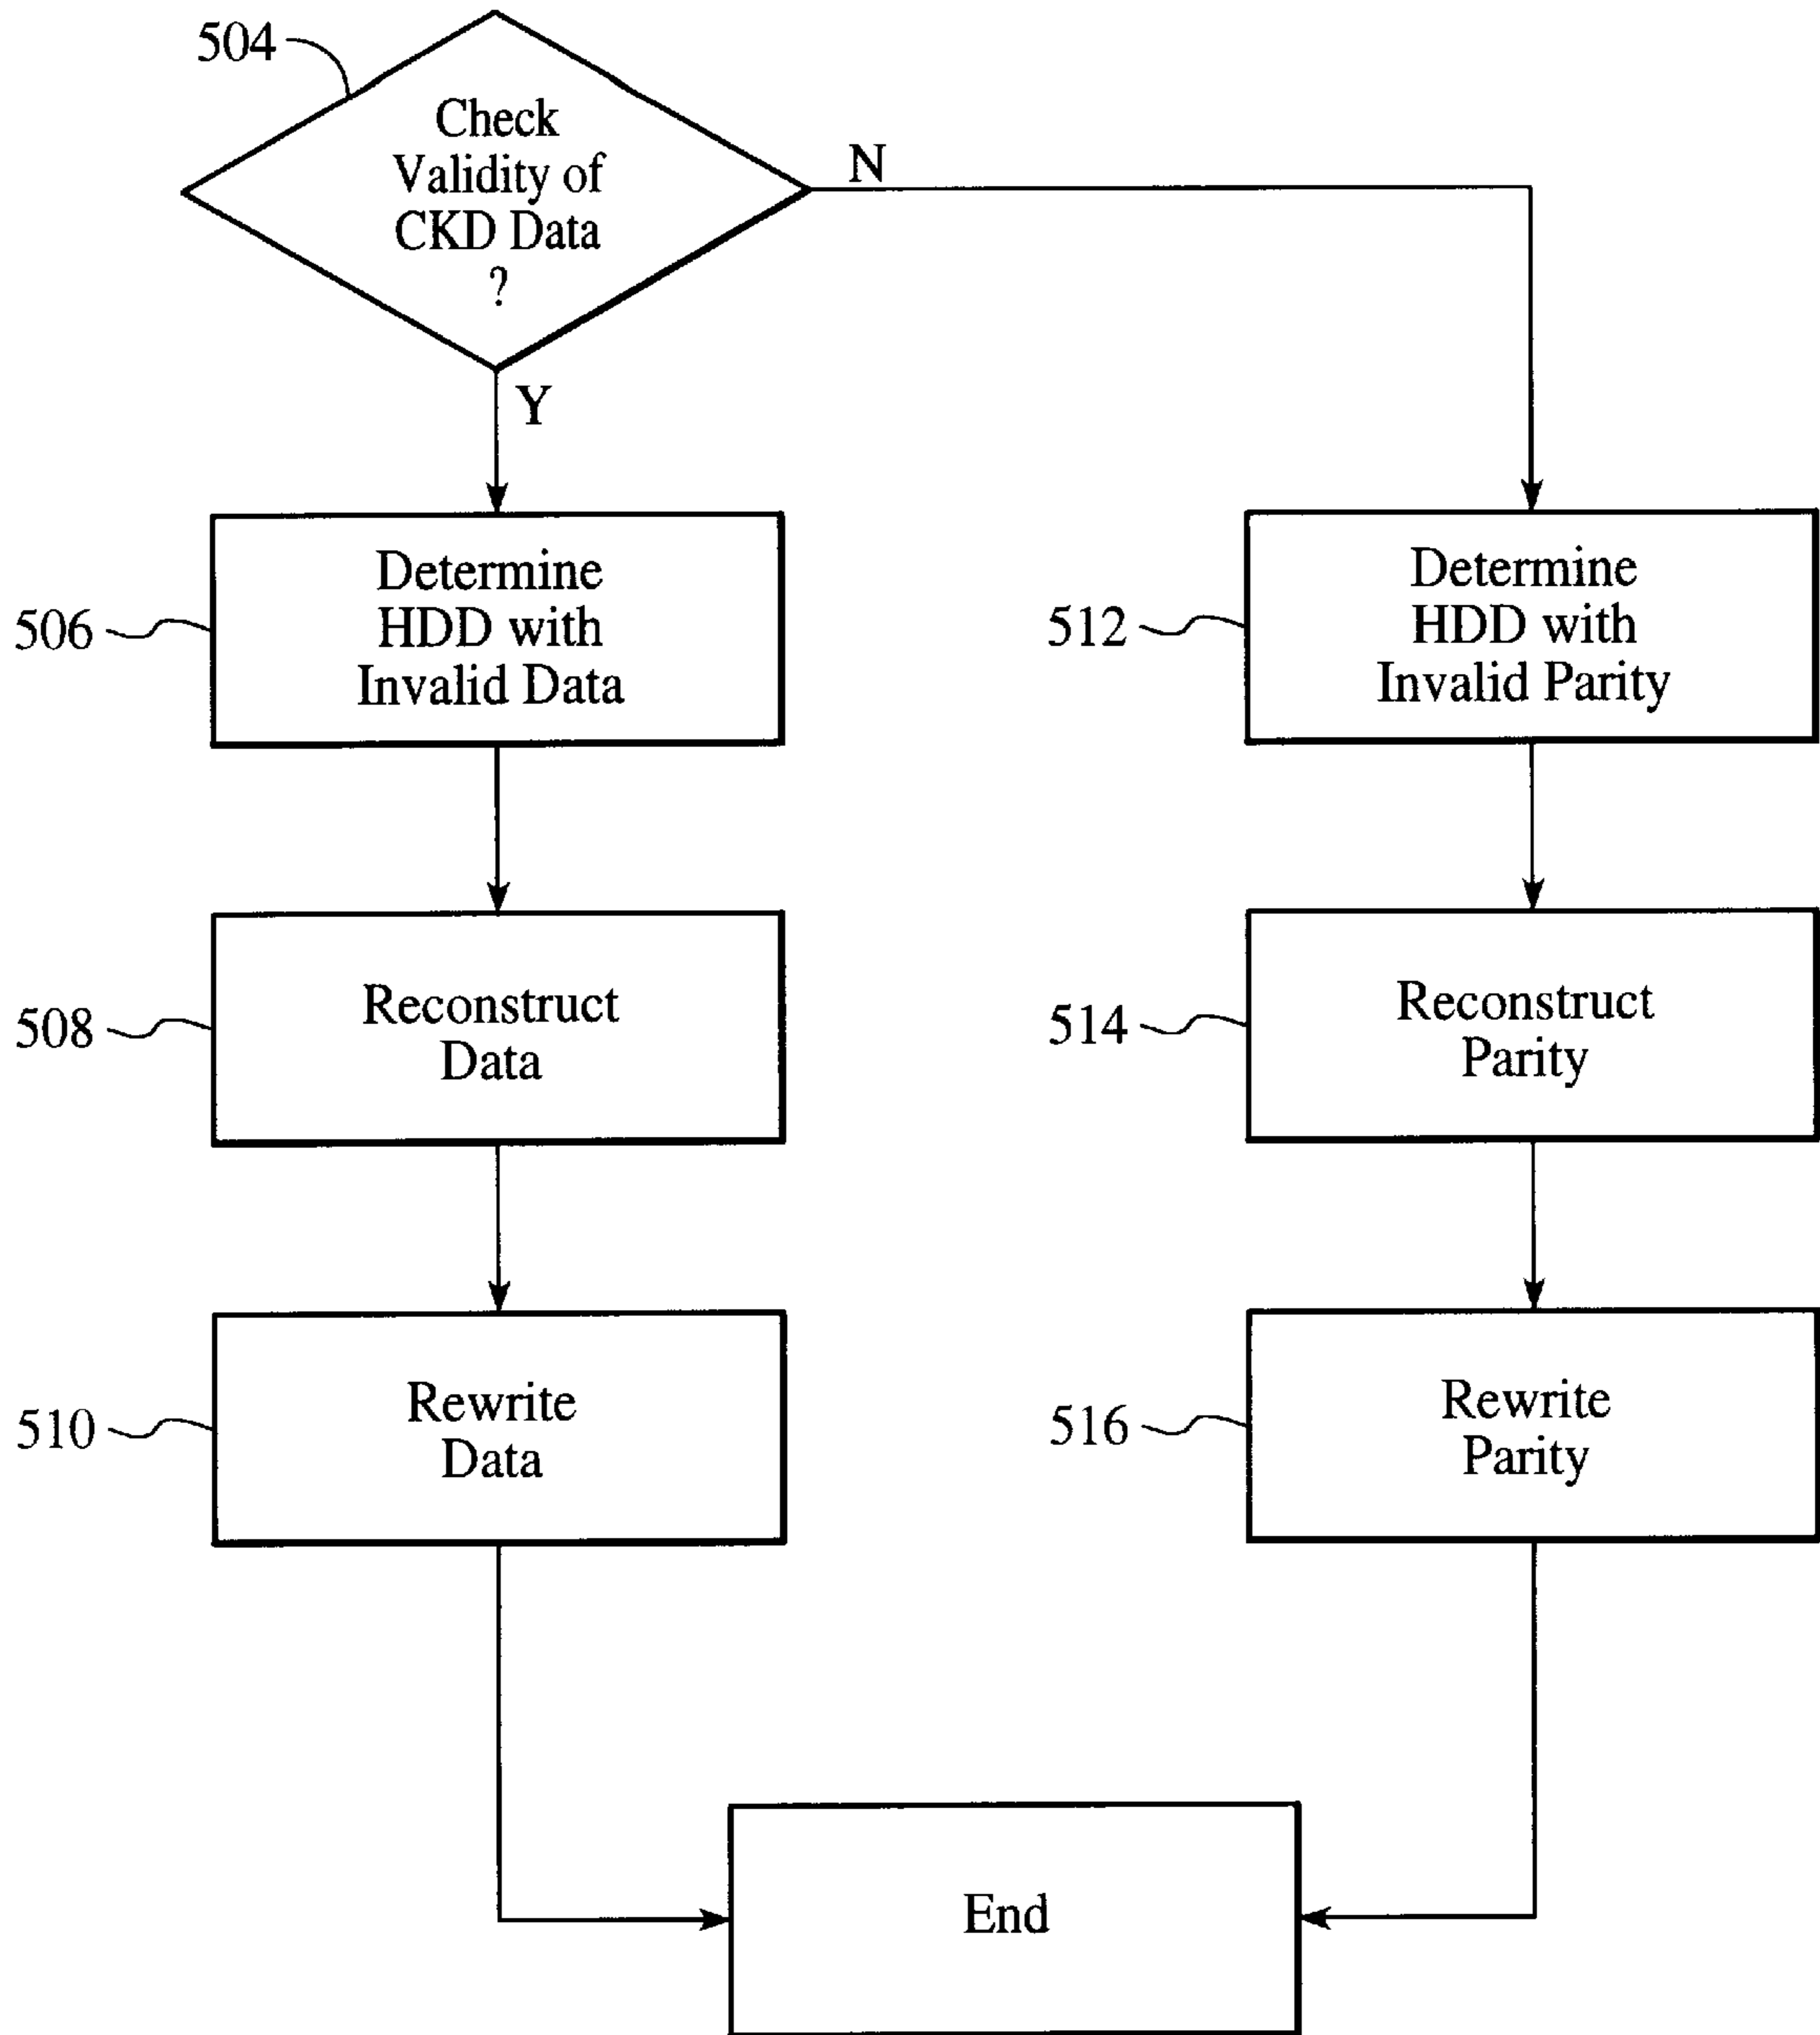 504
Check
Validity of
CKD Data
?
N
Y
506
Determine
HDD with
Invalid Data
512
Determine
HDD with
Invalid Parity
508
Reconstruct
Data
514
Reconstruct
Parity
510
Rewrite
Data
516
Rewrite
Parity
End